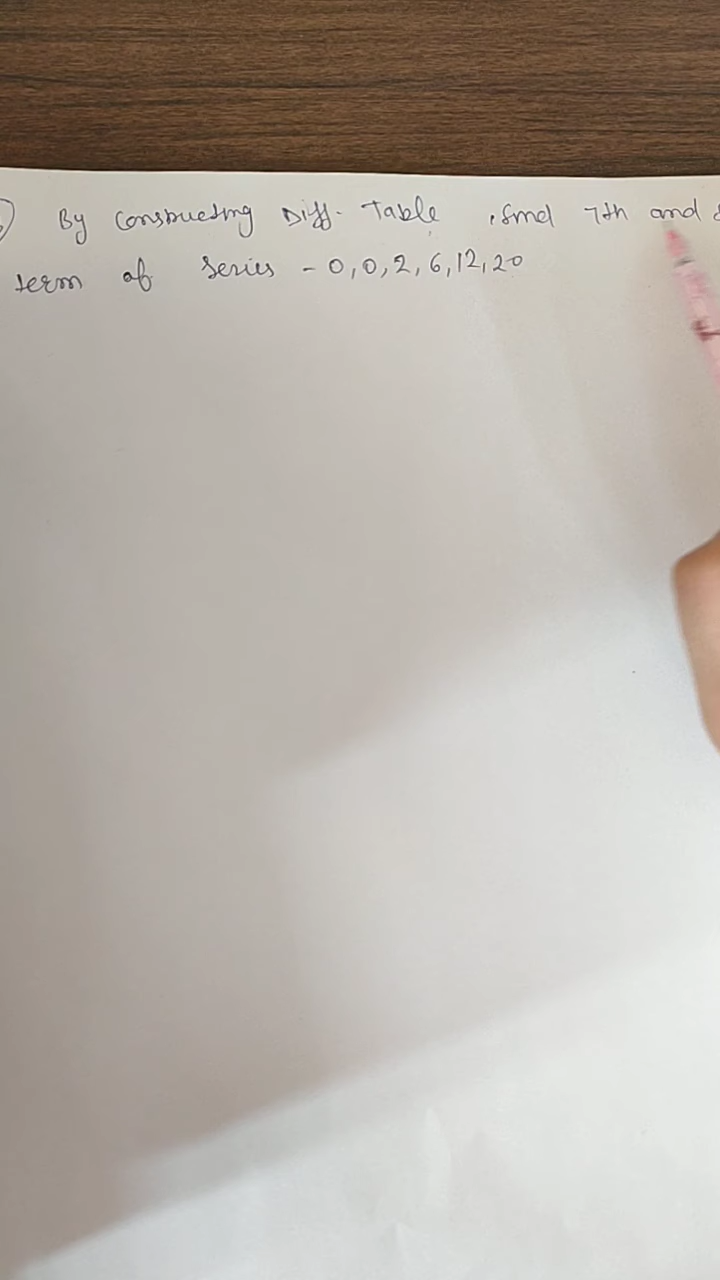 By Constructing Diff. Table , find 7th and
term of Series - 0, 0, 2, 6, 12, 20